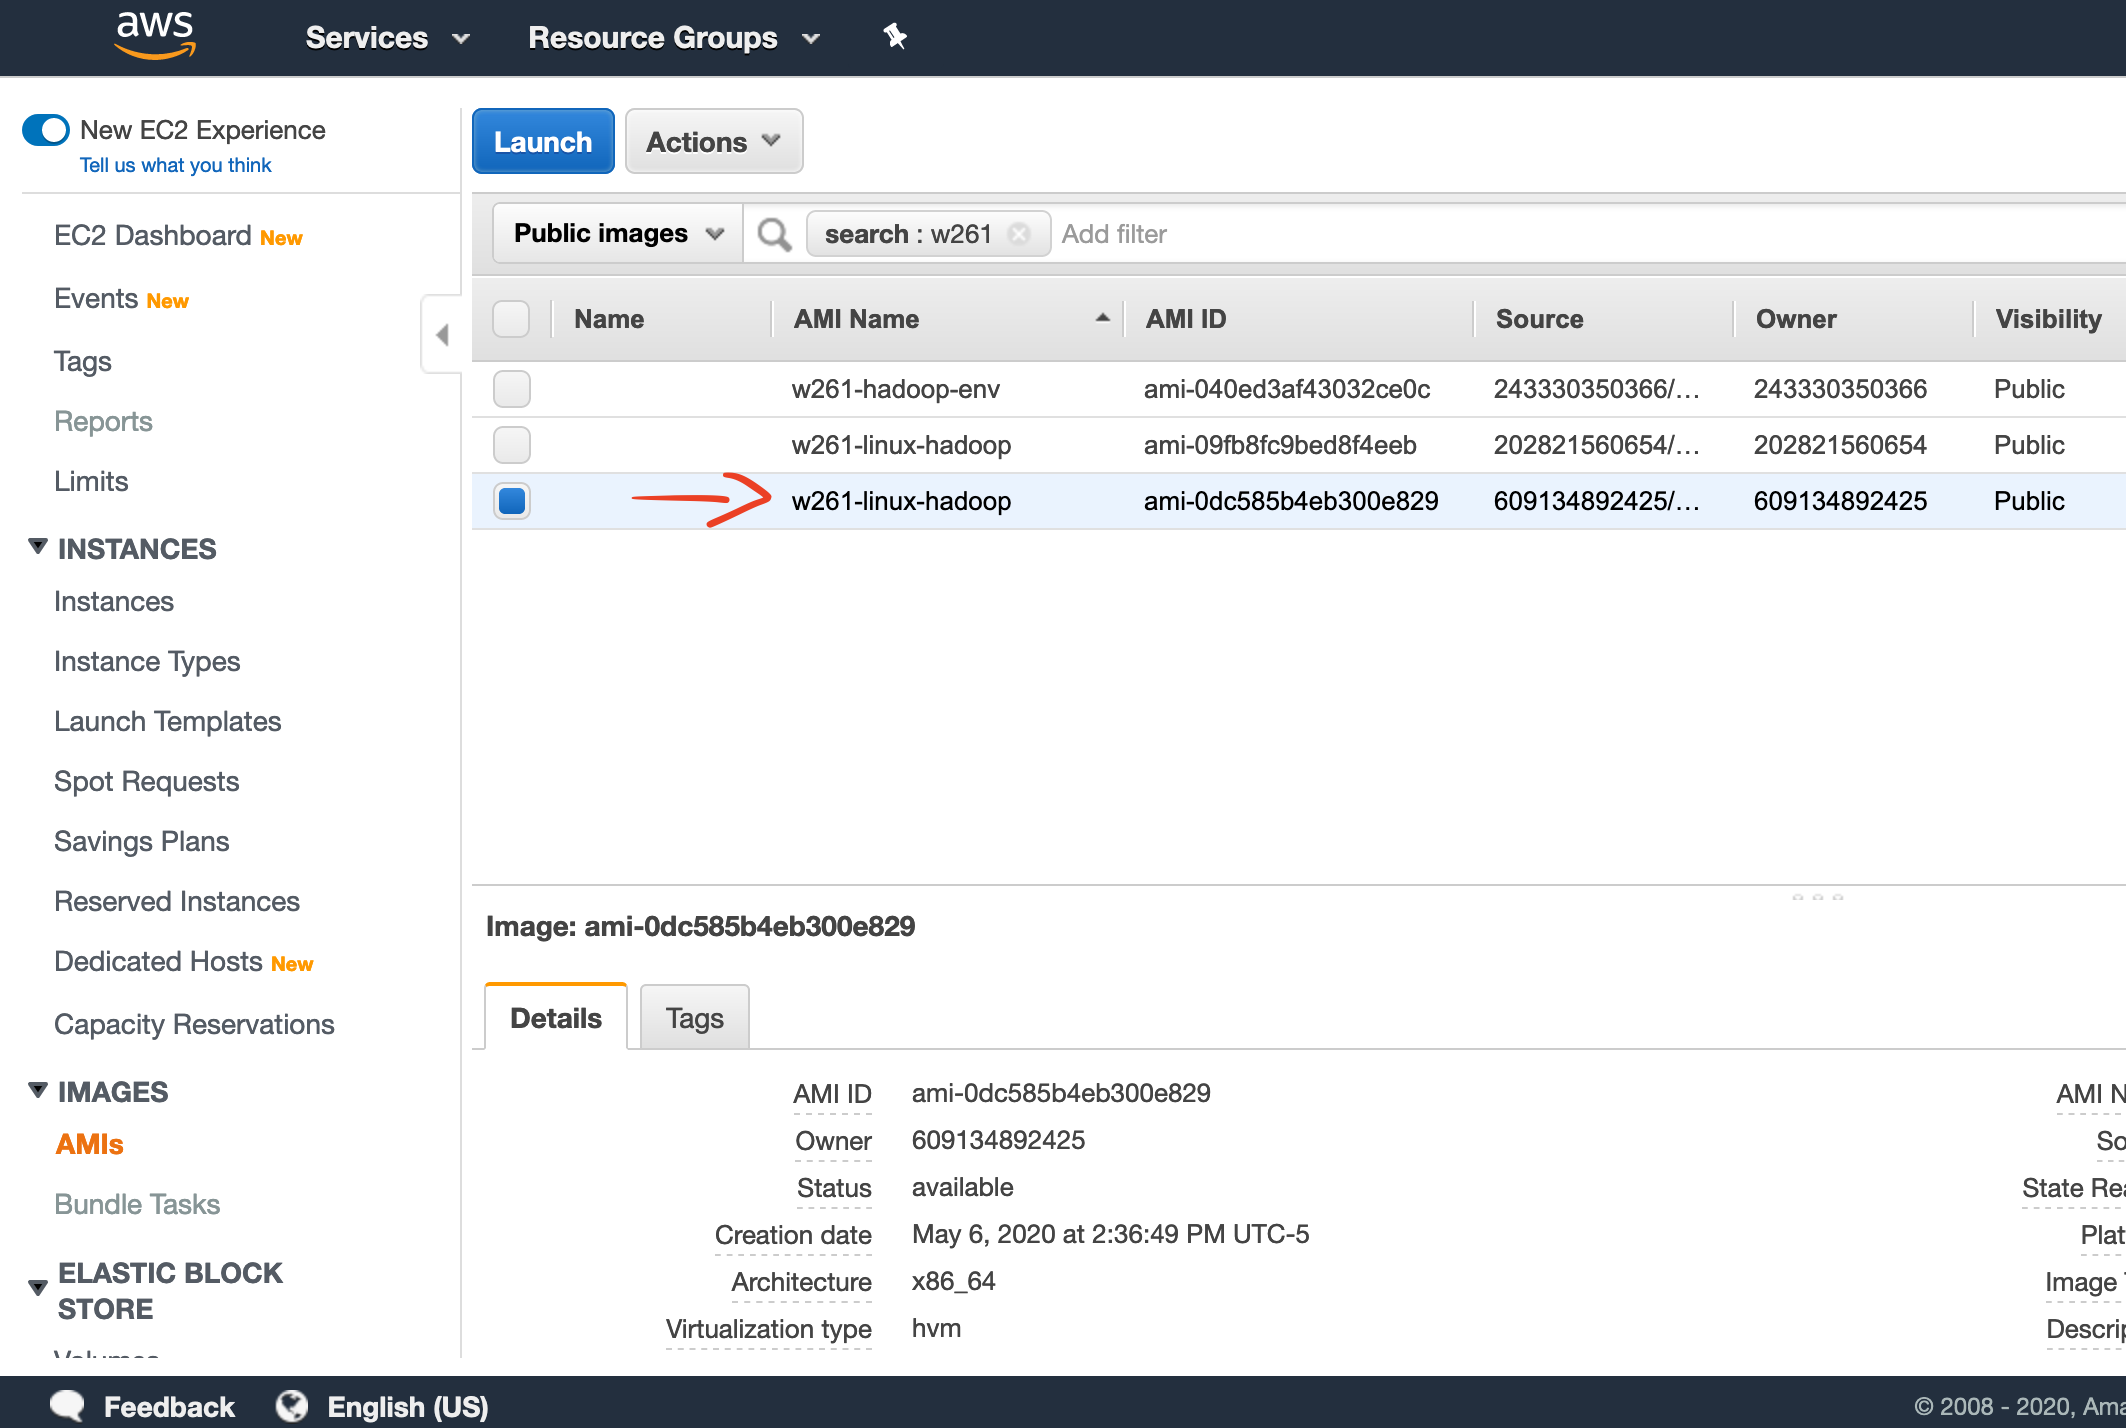 aws Services Resource Groups
New EC2 Experience
Tell us what you think
EC2 Dashboard New
Events New
Tags
Reports
Limits
INSTANCES
Instances
Instance Types
Launch Templates
Spot Requests
Savings Plans
Reserved Instances
Dedicated Hosts New
Capacity Reservations
IMAGES
AMIs
Bundle Tasks
ELASTIC BLOCK
STORE
Volumes
Launch Actions
Public images search : w261 Add filter
Name AMI Name AMI ID Source Owner Visibility
w261-hadoop-env ami-040ed3af43032ce0c 243330350366/... 243330350366 Public
w261-linux-hadoop ami-09fb8fc9bed8f4eeb 202821560654/... 202821560654 Public
w261-linux-hadoop ami-0dc585b4eb300e829 609134892425/... 609134892425 Public
Image: ami-0dc585b4eb300e829
Details Tags
AMI ID ami-0dc585b4eb300e829 AMI N
Owner 609134892425 So
Status available State Rea
Creation date May 6, 2020 at 2:36:49 PM UTC-5 Plat
Architecture x86_64 Image
Virtualization type hvm Descrip
Feedback English (US) © 2008 - 2020, Ama